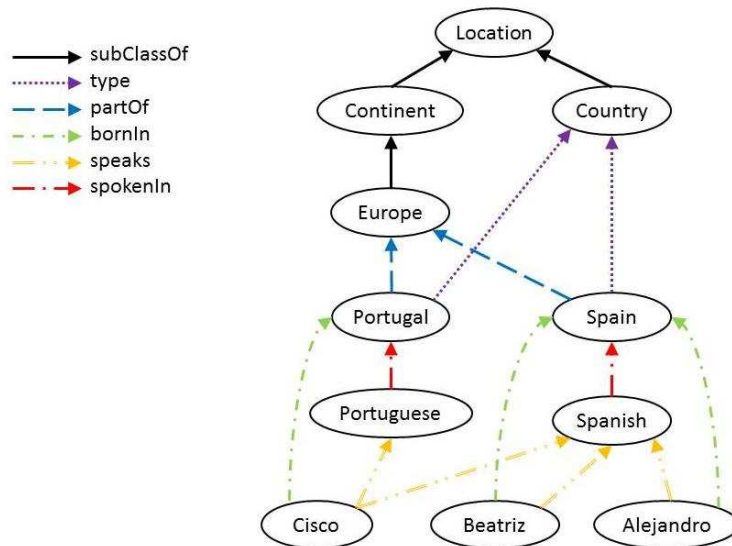 subClassOf
type
partOf
bornIn
speaks
spokenIn
Location
Continent
Country
Europe
Portugal
Spain
Portuguese
Spanish
Cisco
Beatriz
Alejandro